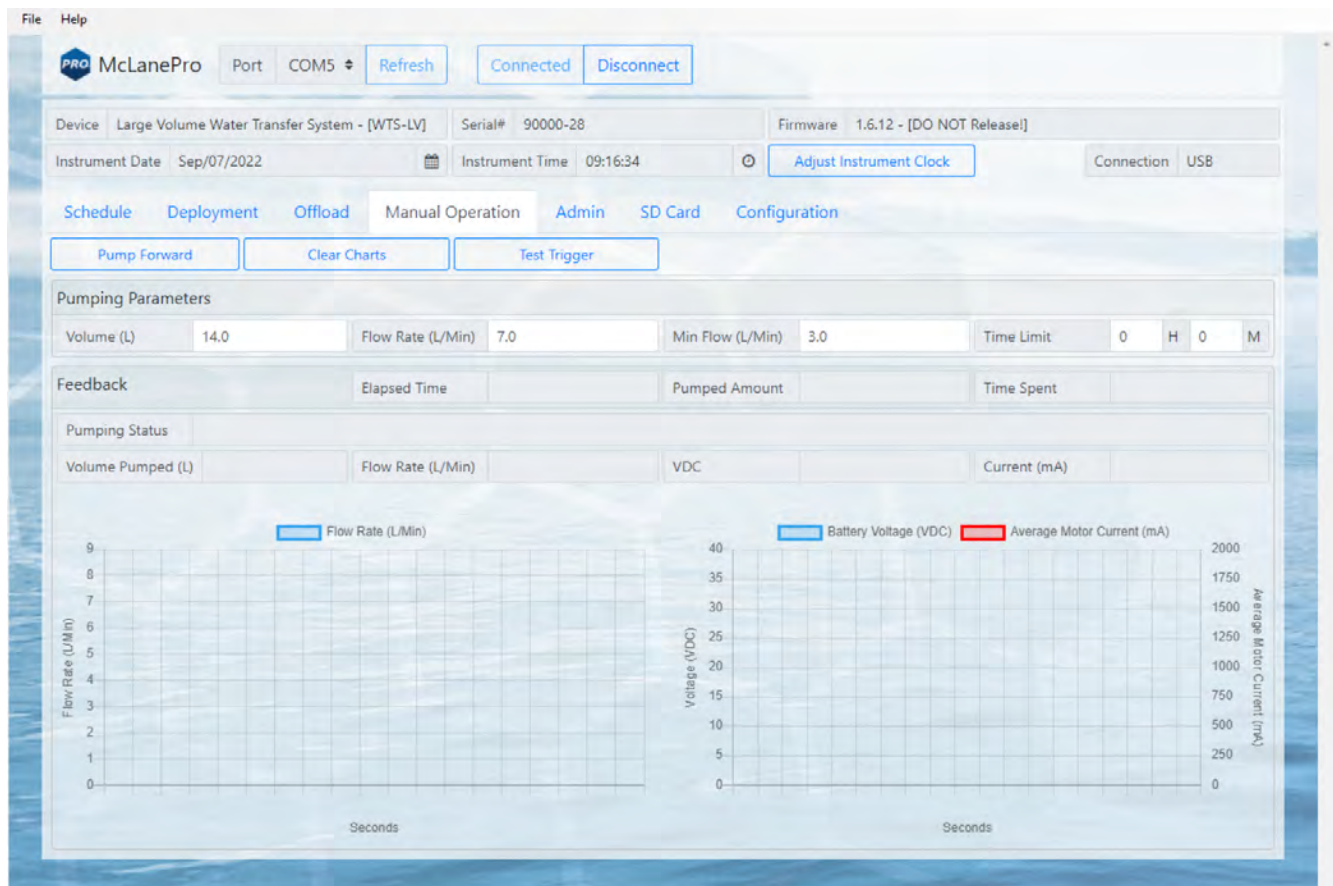 File Help
PRO McLanePro Port COM5 Refresh Connected Disconnect
Device Large Volume Water Transfer System - [WTS-LV] Serial# 90000-28 Firmware 1.6.12 - [DO NOT Release!]
Instrument Date Sep/07/2022 Instrument Time 09:16:34 Adjust Instrument Clock Connection USB
Schedule Deployment Offload Manual Operation Admin SD Card Configuration
Pump Forward Clear Charts Test Trigger
Pumping Parameters
Volume (L) 14.0 Flow Rate (L/Min) 7.0 Min Flow (L/Min) 3.0 Time Limit 0 H 0 M
Feedback Elapsed Time Pumped Amount Time Spent
Pumping Status
Volume Pumped (L) Flow Rate (L/Min) VDC Current (mA)
Flow Rate (L/Min)
9
8
7
6
5
4
3
2
1
0
Flow Rate (L/Min)
Seconds
Battery Voltage (VDC) Average Motor Current (mA)
40
35
30
25
20
15
10
5
0
Voltage (VDC)
2000
1750
1500
1250
1000
750
500
250
0
Average Motor Current (mA)
Seconds